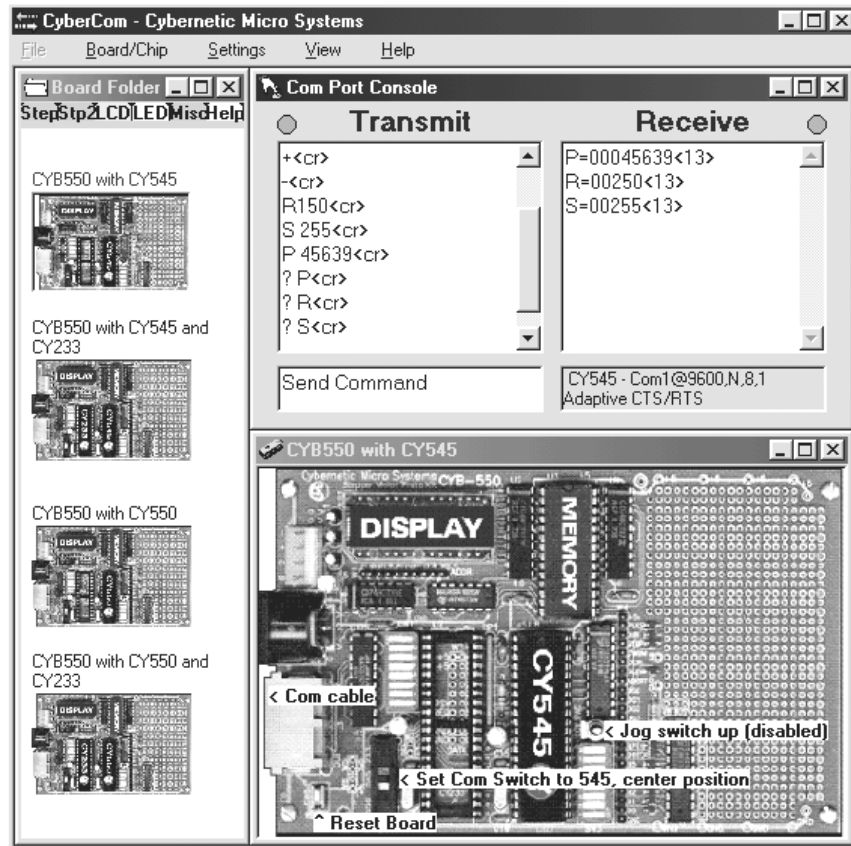 CyberCom - Cybernetic Micro Systems
File Board/Chip Settings View Help
Board Folder
Step Stp2 LCD LED Misc Help
CYB550 with CY545
CYB550 with CY545 and
CY233
CYB550 with CY550
CYB550 with CY550 and
CY233
Com Port Console
Transmit
+<cr>
-<cr>
R150<cr>
S 255<cr>
P 45639<cr>
? P<cr>
? R<cr>
? S<cr>
Send Command
Receive
P=00045639<13>
R=00250<13>
S=00255<13>
CY545 - Com1@9600,N,8,1
Adaptive CTS/RTS
CYB550 with CY545
Cybernetic Micro Systems CYB-550
DISPLAY
MEMORY
CY545
< Com cable
< Jog switch up (disabled)
< Set Com Switch to 545, center position
^ Reset Board